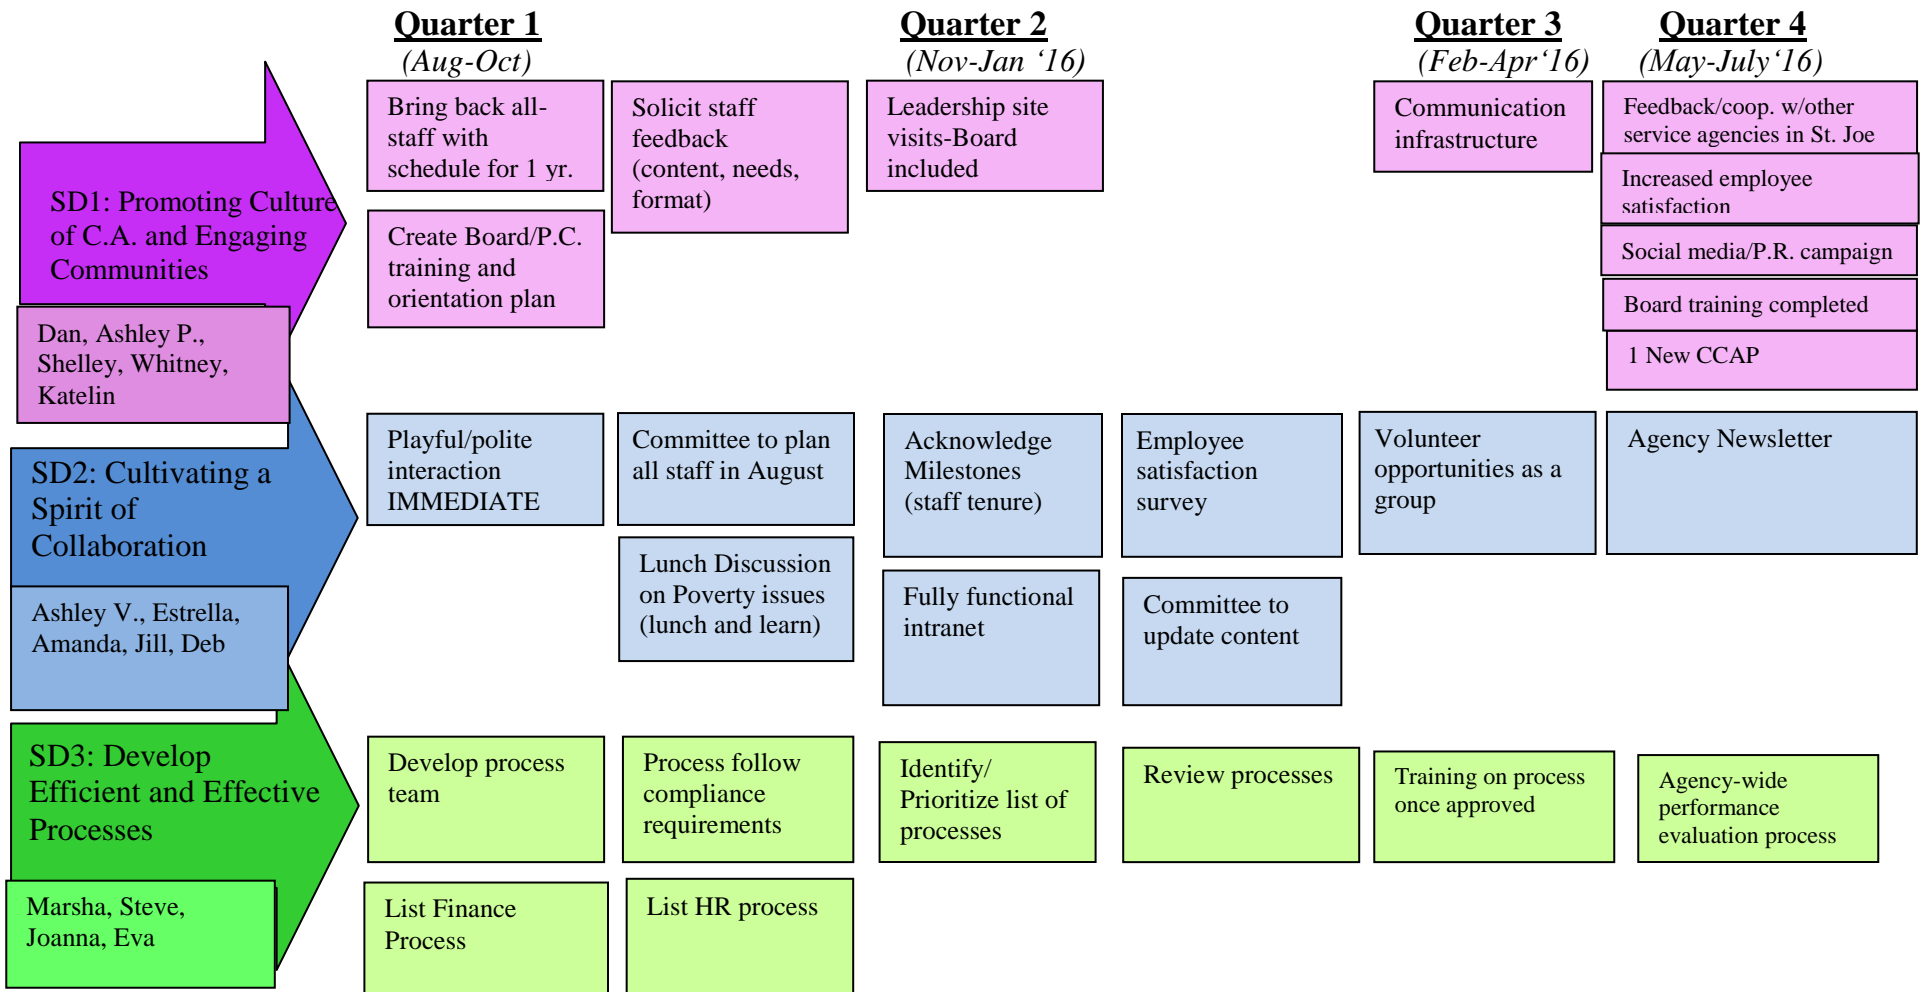 Quarter 1
(Aug-Oct)
Quarter 2
(Nov-Jan ‘16)
Quarter 3
(Feb-Apr‘16)
Quarter 4
(May-July‘16)
SD1: Promoting Culture
of C.A. and Engaging
Communities
Dan, Ashley P.,
Shelley, Whitney,
Katelin
Bring back all-
staff with
schedule for 1 yr.
Create Board/P.C.
training and
orientation plan
Solicit staff
feedback
(content, needs,
format)
Leadership site
visits-Board
included
Communication
infrastructure
Feedback/coop. w/other
service agencies in St. Joe
Increased employee
satisfaction
Social media/P.R. campaign
Board training completed
1 New CCAP
SD2: Cultivating a
Spirit of
Collaboration
Ashley V., Estrella,
Amanda, Jill, Deb
Playful/polite
interaction
IMMEDIATE
Committee to plan
all staff in August
Lunch Discussion
on Poverty issues
(lunch and learn)
Acknowledge
Milestones
(staff tenure)
Fully functional
intranet
Employee
satisfaction
survey
Committee to
update content
Volunteer
opportunities as a
group
Agency Newsletter
SD3: Develop
Efficient and Effective
Processes
Marsha, Steve,
Joanna, Eva
Develop process
team
List Finance
Process
Process follow
compliance
requirements
List HR process
Identify/
Prioritize list of
processes
Review processes
Training on process
once approved
Agency-wide
performance
evaluation process